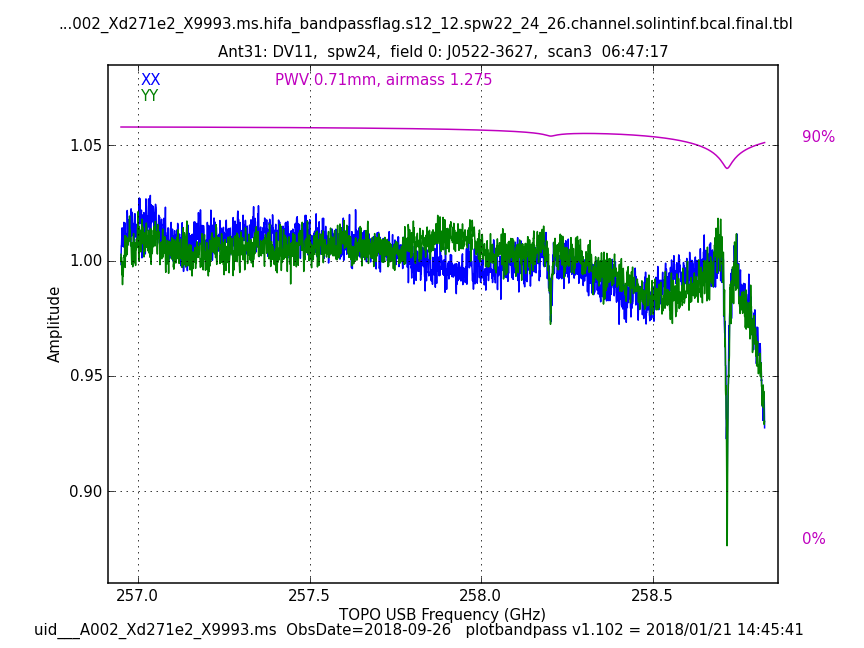 ...002_Xd271e2_X9993.ms.hifa_bandpassflag.s12_12.spw22_24_26.channel.solintinf.bcal.final.tbl
Ant31: DV11,  spw24,  field 0: J0522-3627,  scan3  06:47:17
XX
PWV 0.71mm, airmass 1.275
YY
90%
1.05
1.00
Amplitude
0.95
0.90
0%
257.0
257.5
258.0
258.5
TOPO USB Frequency (GHz)
uid___A002_Xd271e2_X9993.ms  ObsDate=2018-09-26   plotbandpass v1.102 = 2018/01/21 14:45:41